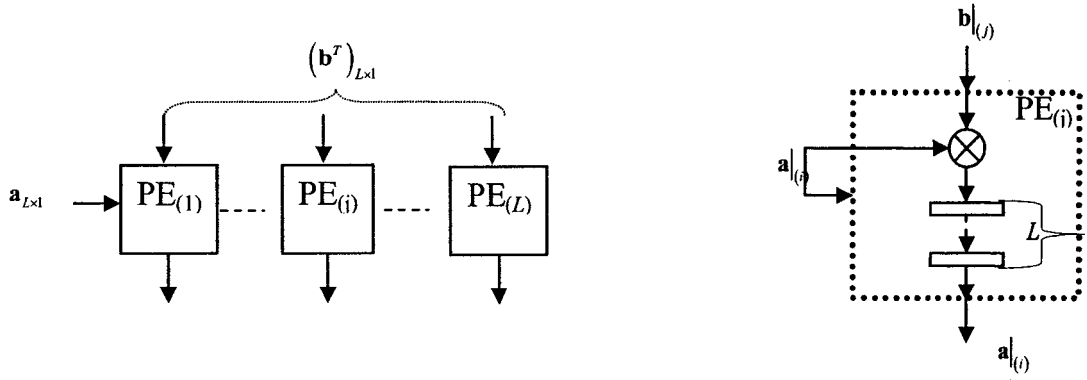 (b^T)_{L×1}
a_{L×1}
PE_(1)
PE_(j)
PE_(L)
b|_(j)
PE_(j)
a|_(i)
L
a|_(i)